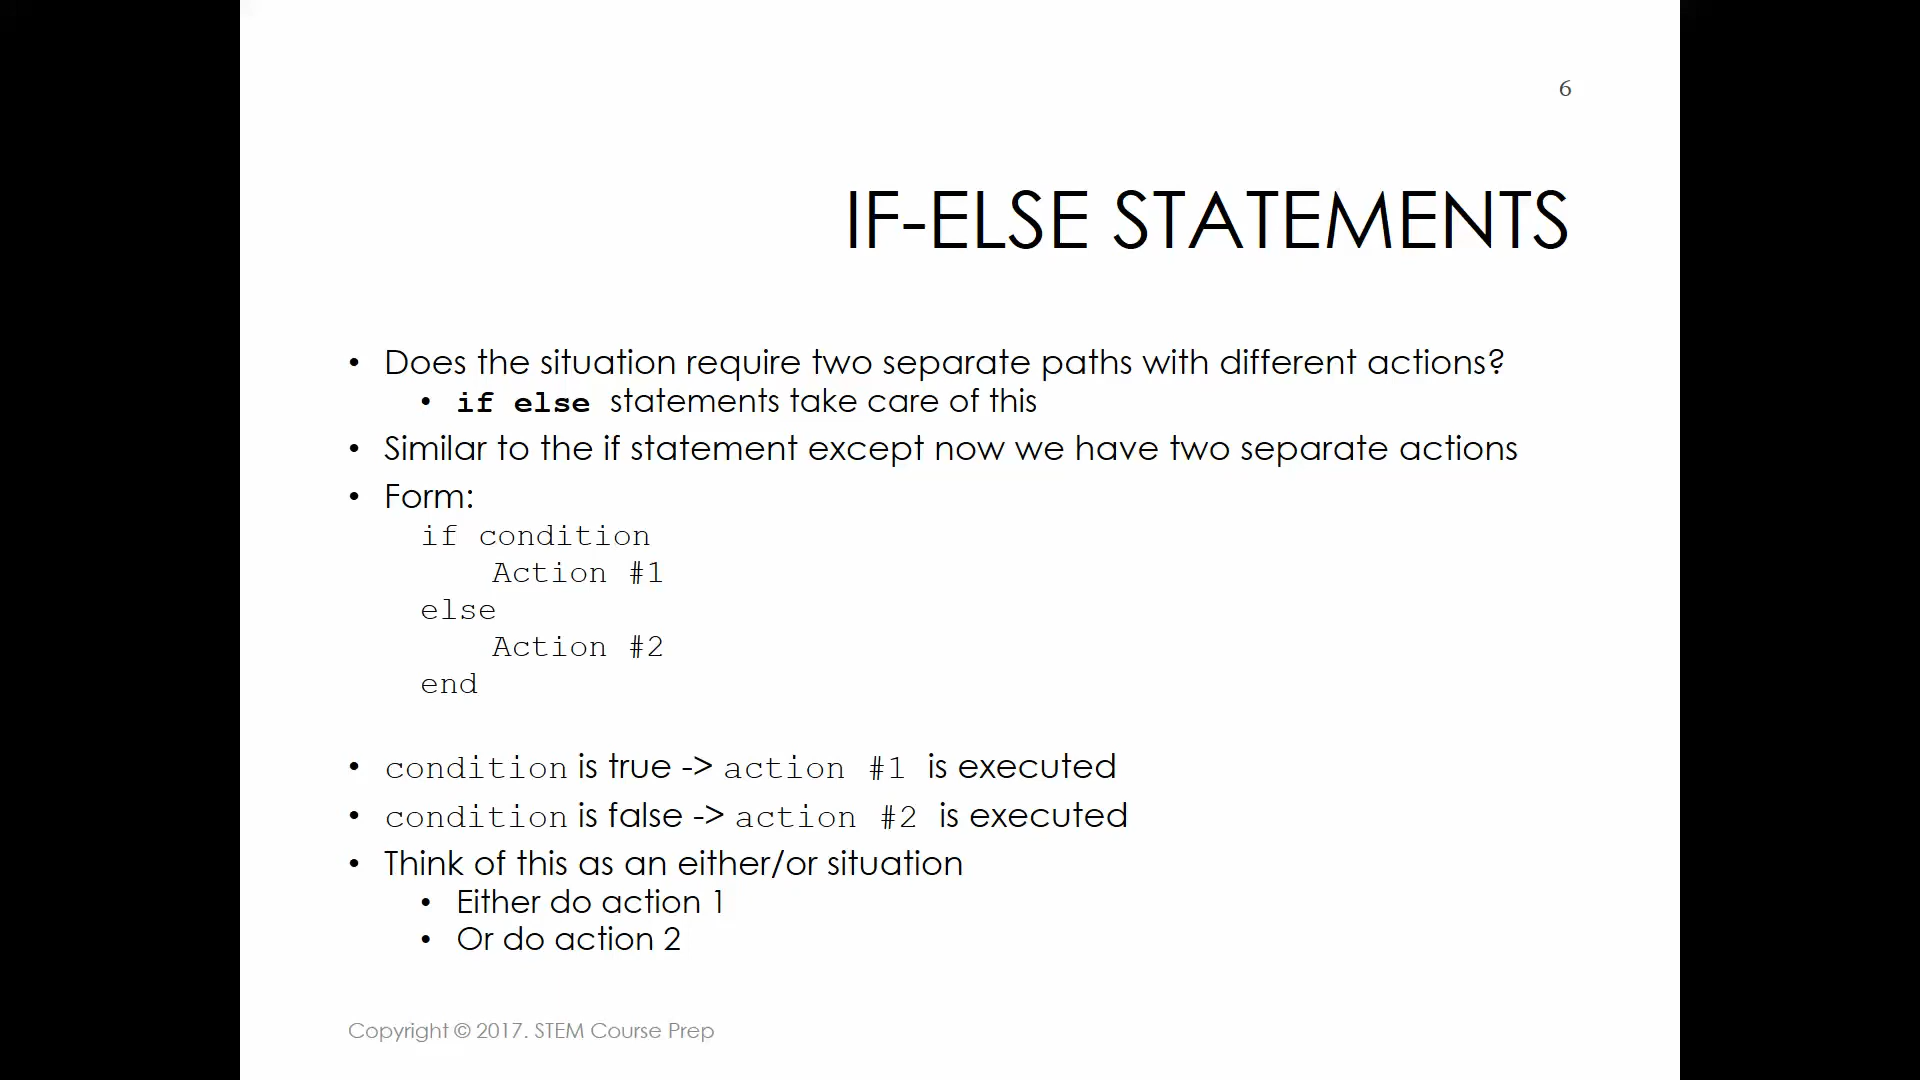 6
IF-ELSE STATEMENTS
• Does the situation require two separate paths with different actions?
• if else statements take care of this
• Similar to the if statement except now we have two separate actions
• Form:
if condition
Action #1
else
Action #2
end
• condition is true -> action #1 is executed
• condition is false -> action #2 is executed
• Think of this as an either/or situation
• Either do action 1
• Or do action 2
Copyright © 2017. STEM Course Prep